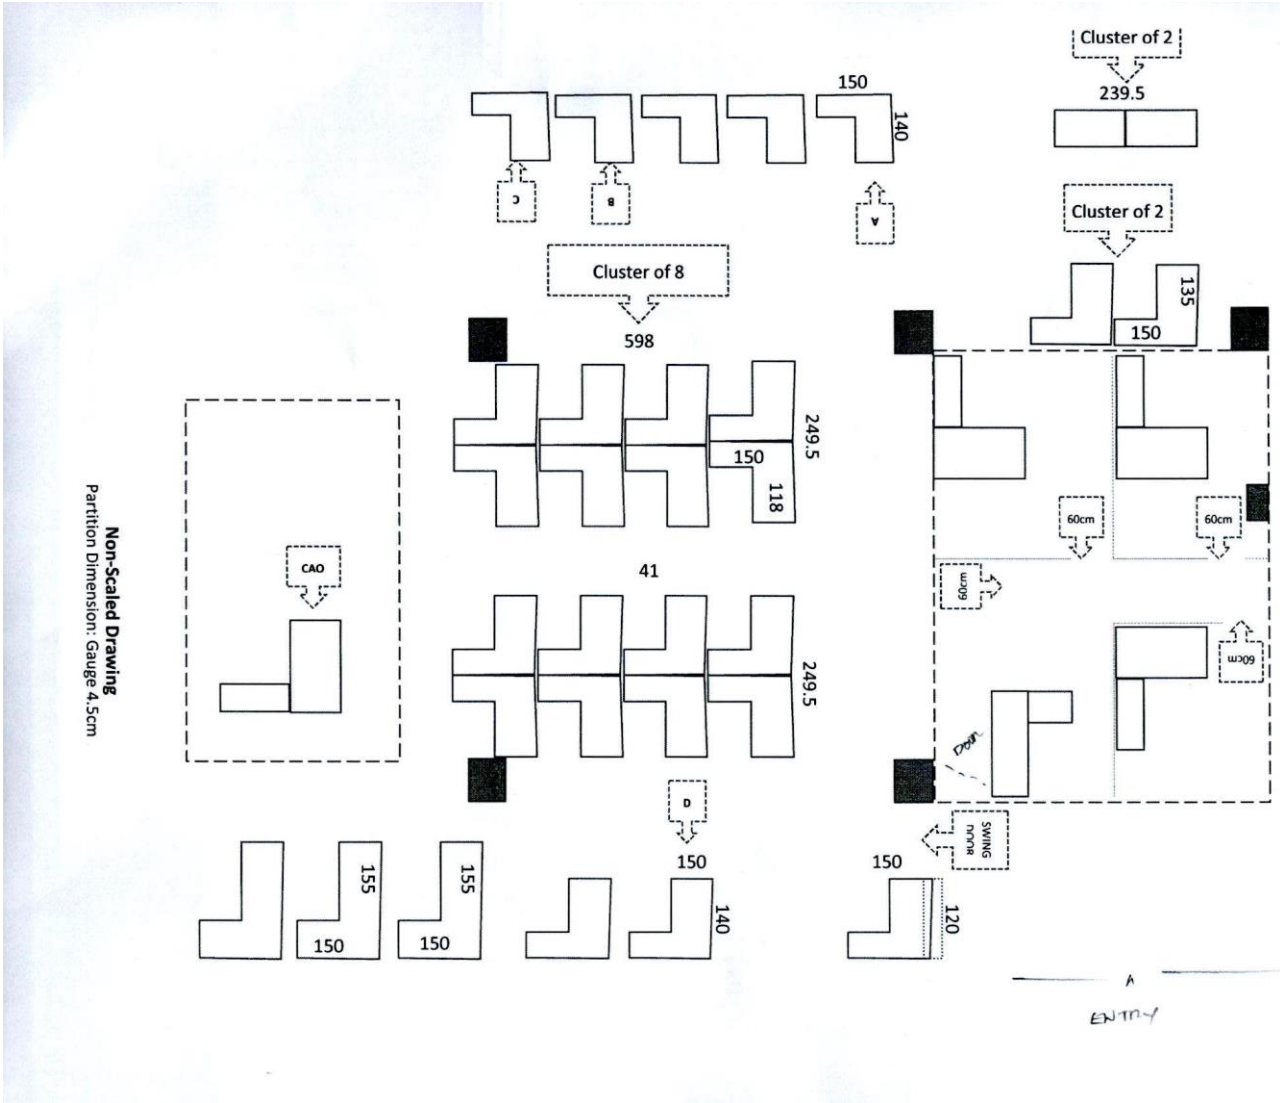 Cluster of 2
239.5
150
140
C
B
A
Cluster of 2
135
150
Cluster of 8
598
249.5
150
118
60cm
60cm
60cm
60cm
41
249.5
CAO
Non-Scaled Drawing
Partition Dimension: Gauge 4.5cm
Door
D
SWING
DOOR
150
140
150
120
155
150
155
150
A
ENTRY